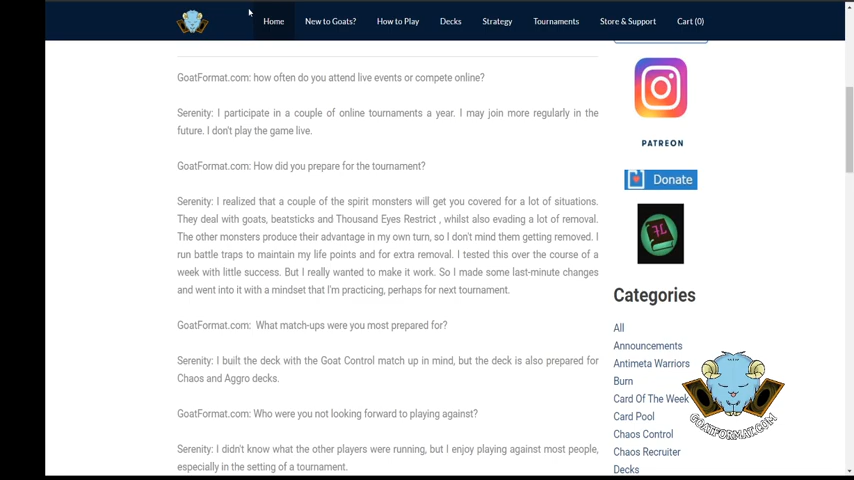 Home New to Goats? How to Play Decks Strategy Tournaments Store & Support Cart (0)
GoatFormat.com: how often do you attend live events or compete online?
Serenity: I participate in a couple of online tournaments a year. I may join more regularly in the
future. I don't play the game live.
GoatFormat.com: How did you prepare for the tournament?
Serenity: I realized that a couple of the spirit monsters will get you covered for a lot of situations.
They deal with goats, beatsticks and Thousand Eyes Restrict , whilst also evading a lot of removal.
The other monsters produce their advantage in my own turn, so I don't mind them getting removed. I
run battle traps to maintain my life points and for extra removal. I tested this over the course of a
week with little success. But I really wanted to make it work. So I made some last-minute changes
and went into it with a mindset that I'm practicing, perhaps for next tournament.
GoatFormat.com: What match-ups were you most prepared for?
Serenity: I built the deck with the Goat Control match up in mind, but the deck is also prepared for
Chaos and Aggro decks.
GoatFormat.com: Who were you not looking forward to playing against?
Serenity: I didn't know what the other players were running, but I enjoy playing against most people,
especially in the setting of a tournament.
PATREON
Donate
FL
Categories
All
Announcements
Antimeta Warriors
Burn
Card Of The Week
Card Pool
Chaos Control
Chaos Recruiter
Decks
GOATFORMAT.COM